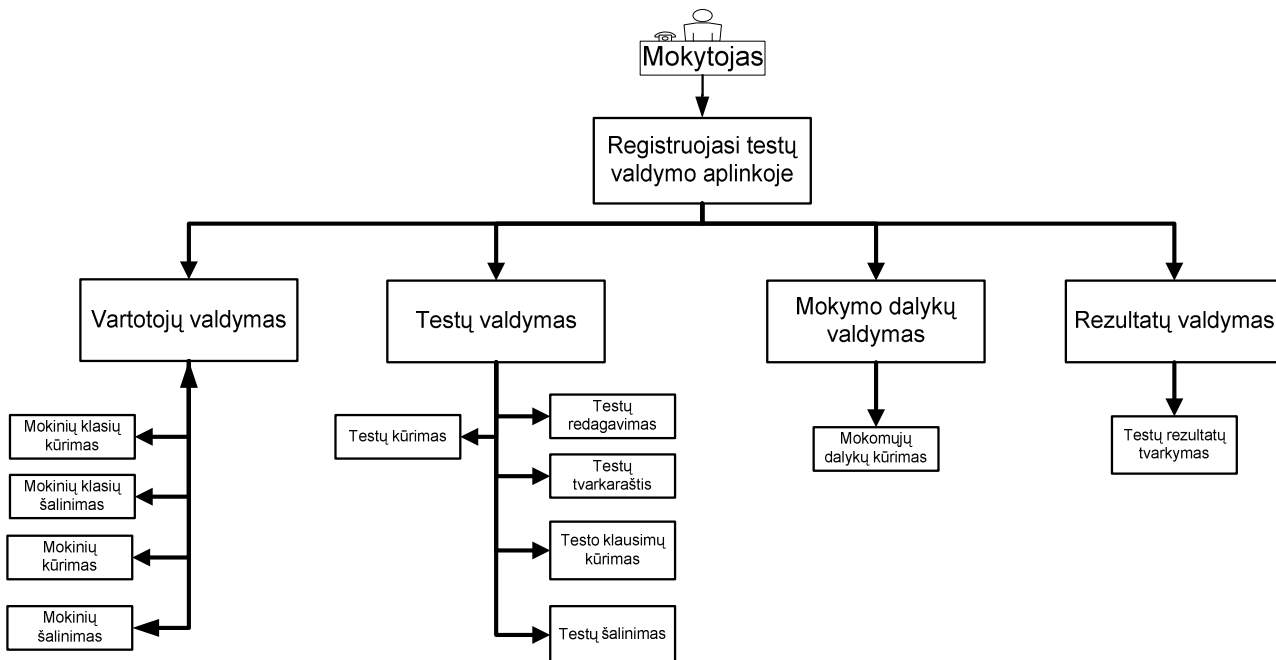 Mokytojas
Registruojasi testų
valdymo aplinkoje
Vartotojų valdymas
Testų valdymas
Mokymo dalykų
valdymas
Rezultatų valdymas
Mokinių klasių
kūrimas
Mokinių klasių
šalinimas
Mokinių
kūrimas
Mokinių
šalinimas
Testų kūrimas
Testų
redagavimas
Testų
tvarkaraštis
Testo klausimų
kūrimas
Testų šalinimas
Mokomųjų
dalykų kūrimas
Testų rezultatų
tvarkymas